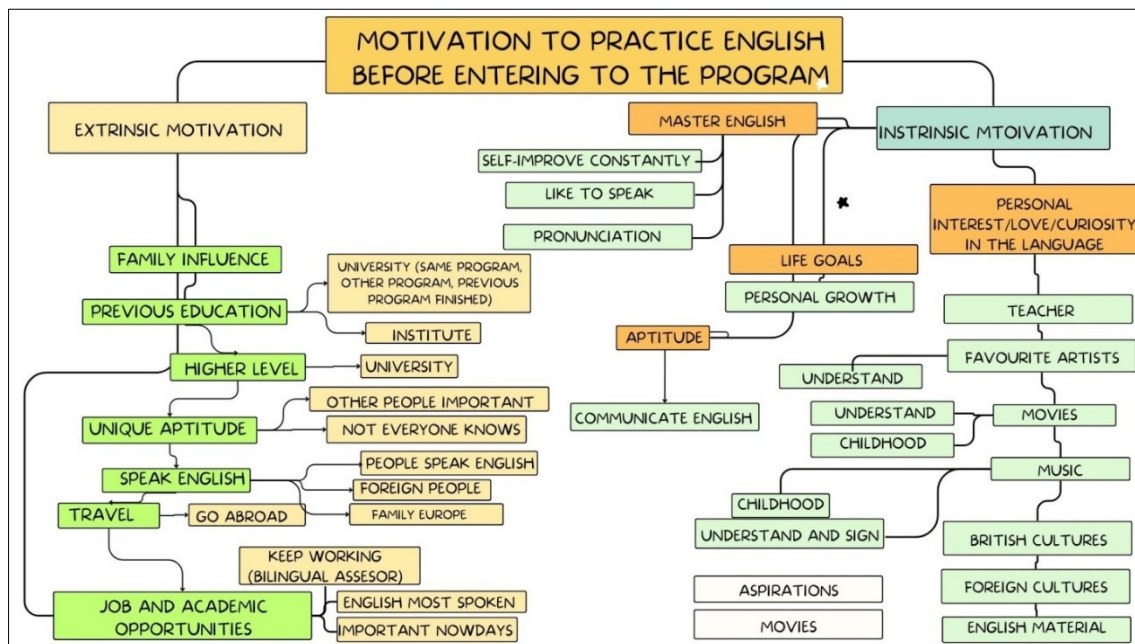 MOTIVATION TO PRACTICE ENGLISH
BEFORE ENTERING TO THE PROGRAM
EXTRINSIC MOTIVATION
FAMILY INFLUENCE
PREVIOUS EDUCATION
UNIVERSITY (SAME PROGRAM,
OTHER PROGRAM, PREVIOUS
PROGRAM FINISHED)
INSTITUTE
HIGHER LEVEL
UNIVERSITY
UNIQUE APTITUDE
OTHER PEOPLE IMPORTANT
NOT EVERYONE KNOWS
SPEAK ENGLISH
PEOPLE SPEAK ENGLISH
FOREIGN PEOPLE
FAMILY EUROPE
TRAVEL
GO ABROAD
JOB AND ACADEMIC
OPPORTUNITIES
KEEP WORKING
(BILINGUAL ASSESOR)
ENGLISH MOST SPOKEN
IMPORTANT NOWDAYS
INSTRINSIC MTOIVATION
MASTER ENGLISH
SELF-IMPROVE CONSTANTLY
LIKE TO SPEAK
PRONUNCIATION
LIFE GOALS
PERSONAL GROWTH
APTITUDE
COMMUNICATE ENGLISH
PERSONAL
INTEREST/LOVE/CURIOSITY
IN THE LANGUAGE
TEACHER
FAVOURITE ARTISTS
UNDERSTAND
MOVIES
UNDERSTAND
CHILDHOOD
MUSIC
CHILDHOOD
UNDERSTAND AND SIGN
BRITISH CULTURES
FOREIGN CULTURES
ENGLISH MATERIAL
ASPIRATIONS
MOVIES